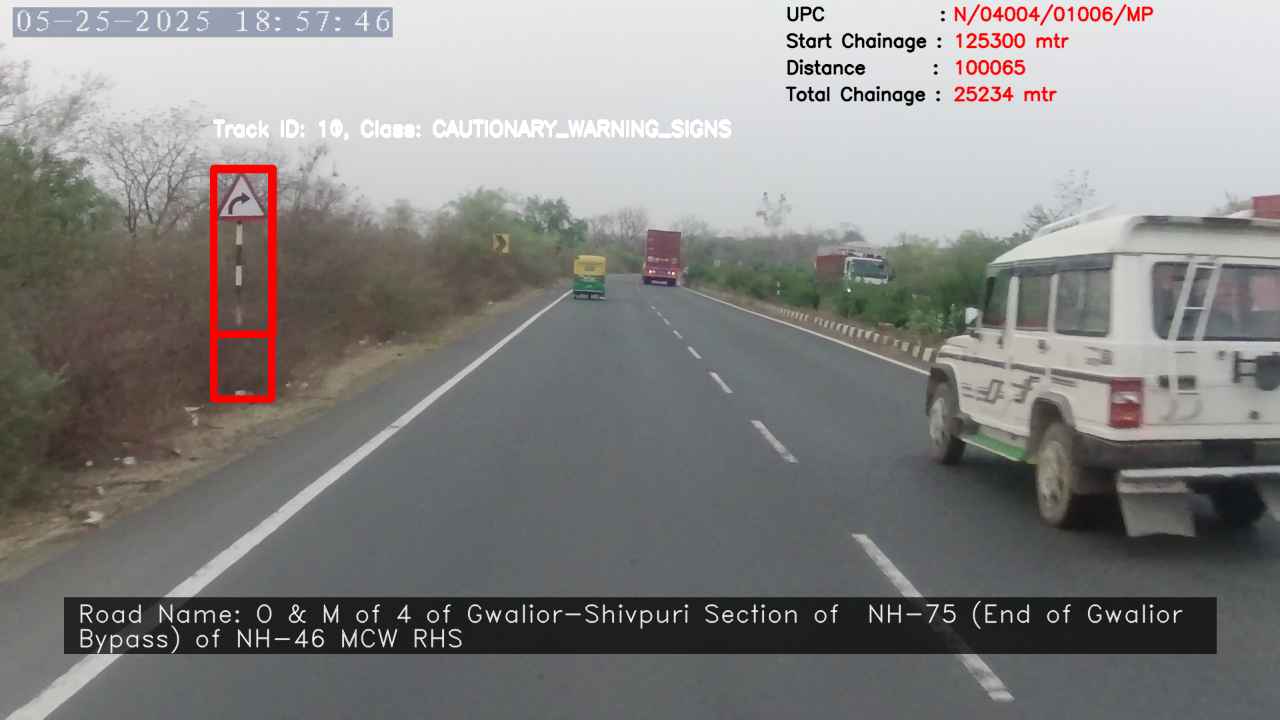 05-25-2025 18:57:46
UPC : N/04004/01006/MP
Start Chainage : 125300 mtr
Distance : 100065
Total Chainage : 25234 mtr
Track ID: 10, Class: CAUTIONARY_WARNING_SIGNS
Road Name: O & M of 4 of Gwalior-Shivpuri Section of NH-75 (End of Gwalior
Bypass) of NH-46 MCW RHS